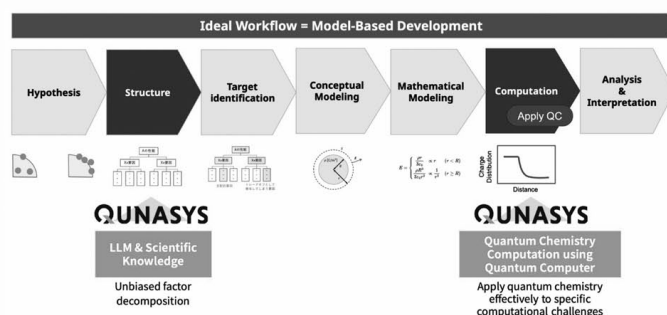 Ideal Workflow = Model-Based Development
Hypothesis
Structure
Target
identification
Conceptual
Modeling
Mathematical
Modeling
Computation
Apply QC
Analysis
&
Interpretation
Charge
Distribution
Distance
QUNASYS
LLM & Scientific
Knowledge
Unbiased factor
decomposition
QUNASYS
Quantum Chemistry
Computation using
Quantum Computer
Apply quantum chemistry
effectively to specific
computational challenges